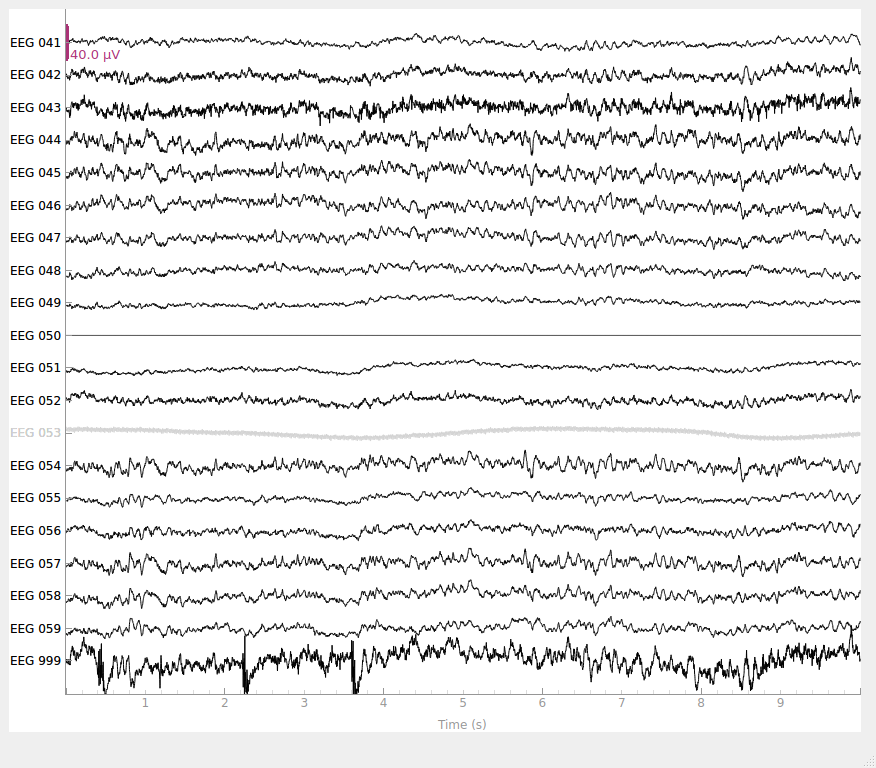 EEG 041
40.0 µV
EEG 042
EEG 043
EEG 044
EEG 045
EEG 046
EEG 047
EEG 048
EEG 049
EEG 050
EEG 051
EEG 052
EEG 053
EEG 054
EEG 055
EEG 056
EEG 057
EEG 058
EEG 059
EEG 999
1 2 3 4 5 6 7 8 9
Time (s)